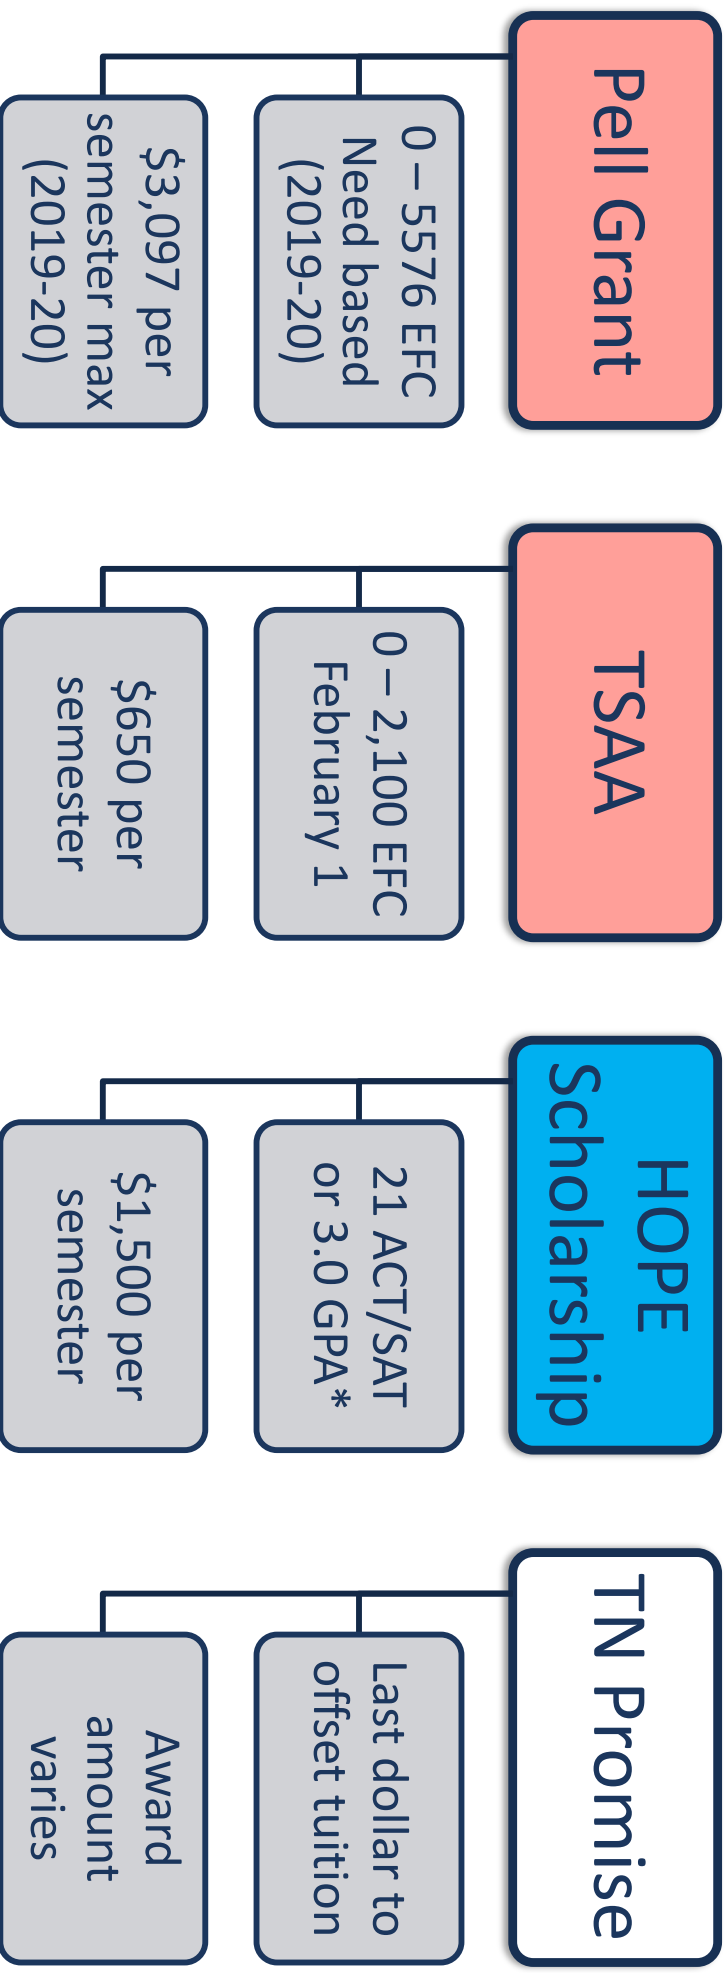 Pell Grant
0 – 5576 EFC
Need based
(2019-20)
$3,097 per
semester max
(2019-20)
TSAA
0 – 2,100 EFC
February 1
$650 per
semester
HOPE
Scholarship
21 ACT/SAT
or 3.0 GPA*
$1,500 per
semester
TN Promise
Last dollar to
offset tuition
Award
amount
varies